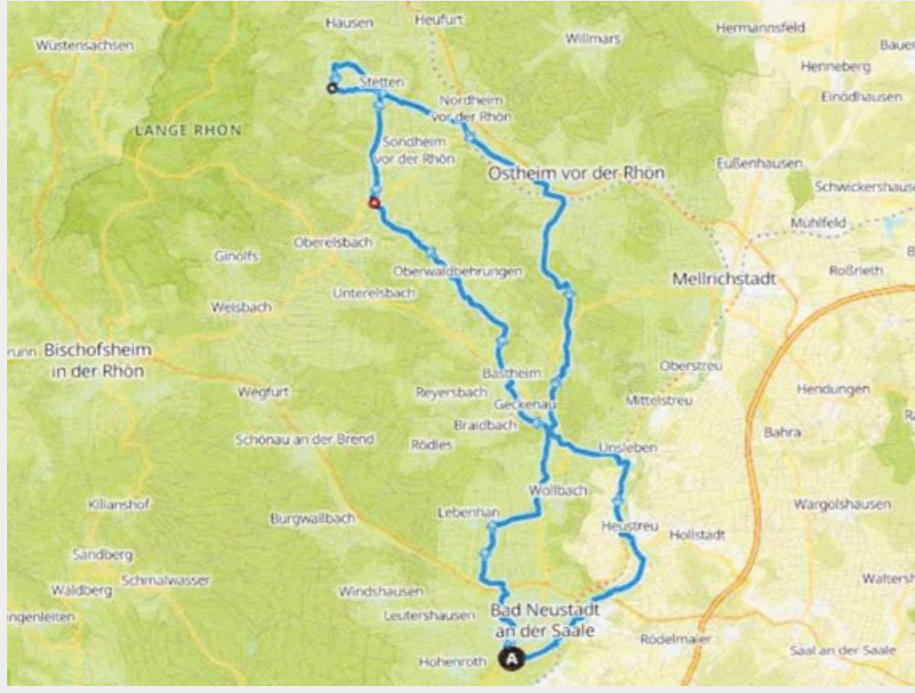 Hausen
Heufurt
Hermannsfeld
Wüstensachsen
Willmars
Henneberg
Stetten
Einödhausen
Nordheim
vor der Rhön
LANGE RHÖN
Sondheim
vor der Rhön
Eußenhausen
Ostheim vor der Rhön
Mühlfeld
Oberelsbach
Ginolfs
Oberwaldbehrungen
Roßrieth
Mellrichstadt
Unterelsbach
Weisbach
Bischofsheim
in der Rhön
Oberstreu
Bastheim
Wegfurt
Reyersbach
Hendungen
Geckenau
Mittelstreu
Braidbach
Bahra
Schönau an der Brend
Rödles
Unsleben
Wollbach
Kilianshof
Lebenhan
Wargolshausen
Burgwallbach
Heustreu
Hollstadt
Sandberg
Schmalwasser
Waldberg
Windshausen
Leutershausen
Bad Neustadt
an der Saale
Rödelmaier
Saal an der Saale
Hohenroth
A